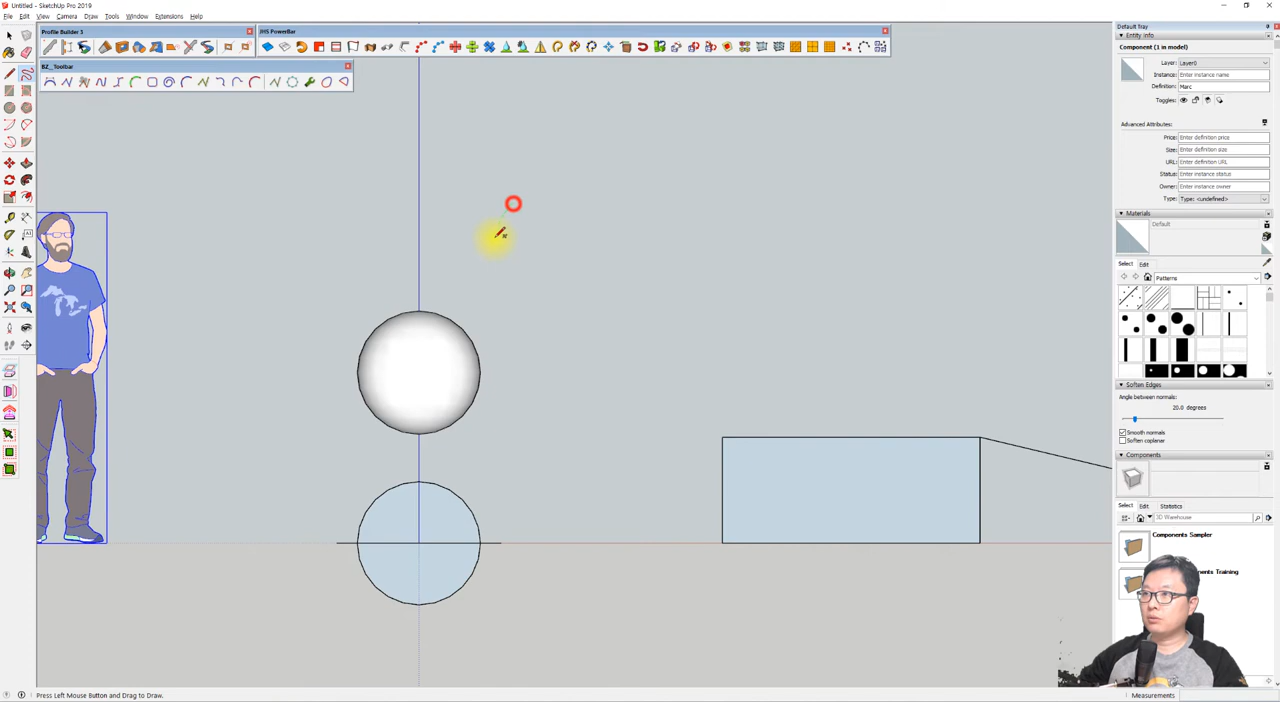 Untitled - SketchUp Pro 2019
File Edit View Camera Draw Tools Window Extensions Help
Profile Builder 3
JHS PowerBar
BZ__Toolbar
Default Tray
Entity Info
Component (1 in model)
Layer: Layer0
Instance: Enter instance name
Definition: Marc
Toggles:
Advanced Attributes:
Price: Enter definition price
Size: Enter definition size
URL: Enter definition URL
Status: Enter instance status
Owner: Enter instance owner
Type: Type: <undefined>
Materials
Default
Select Edit
Patterns
Soften Edges
Angle between normals:
20.0 degrees
Smooth normals
Soften coplanar
Components
Select Edit Statistics
3D Warehouse
Components Sampler
nents Training
Press Left Mouse Button and Drag to Draw.
Measurements